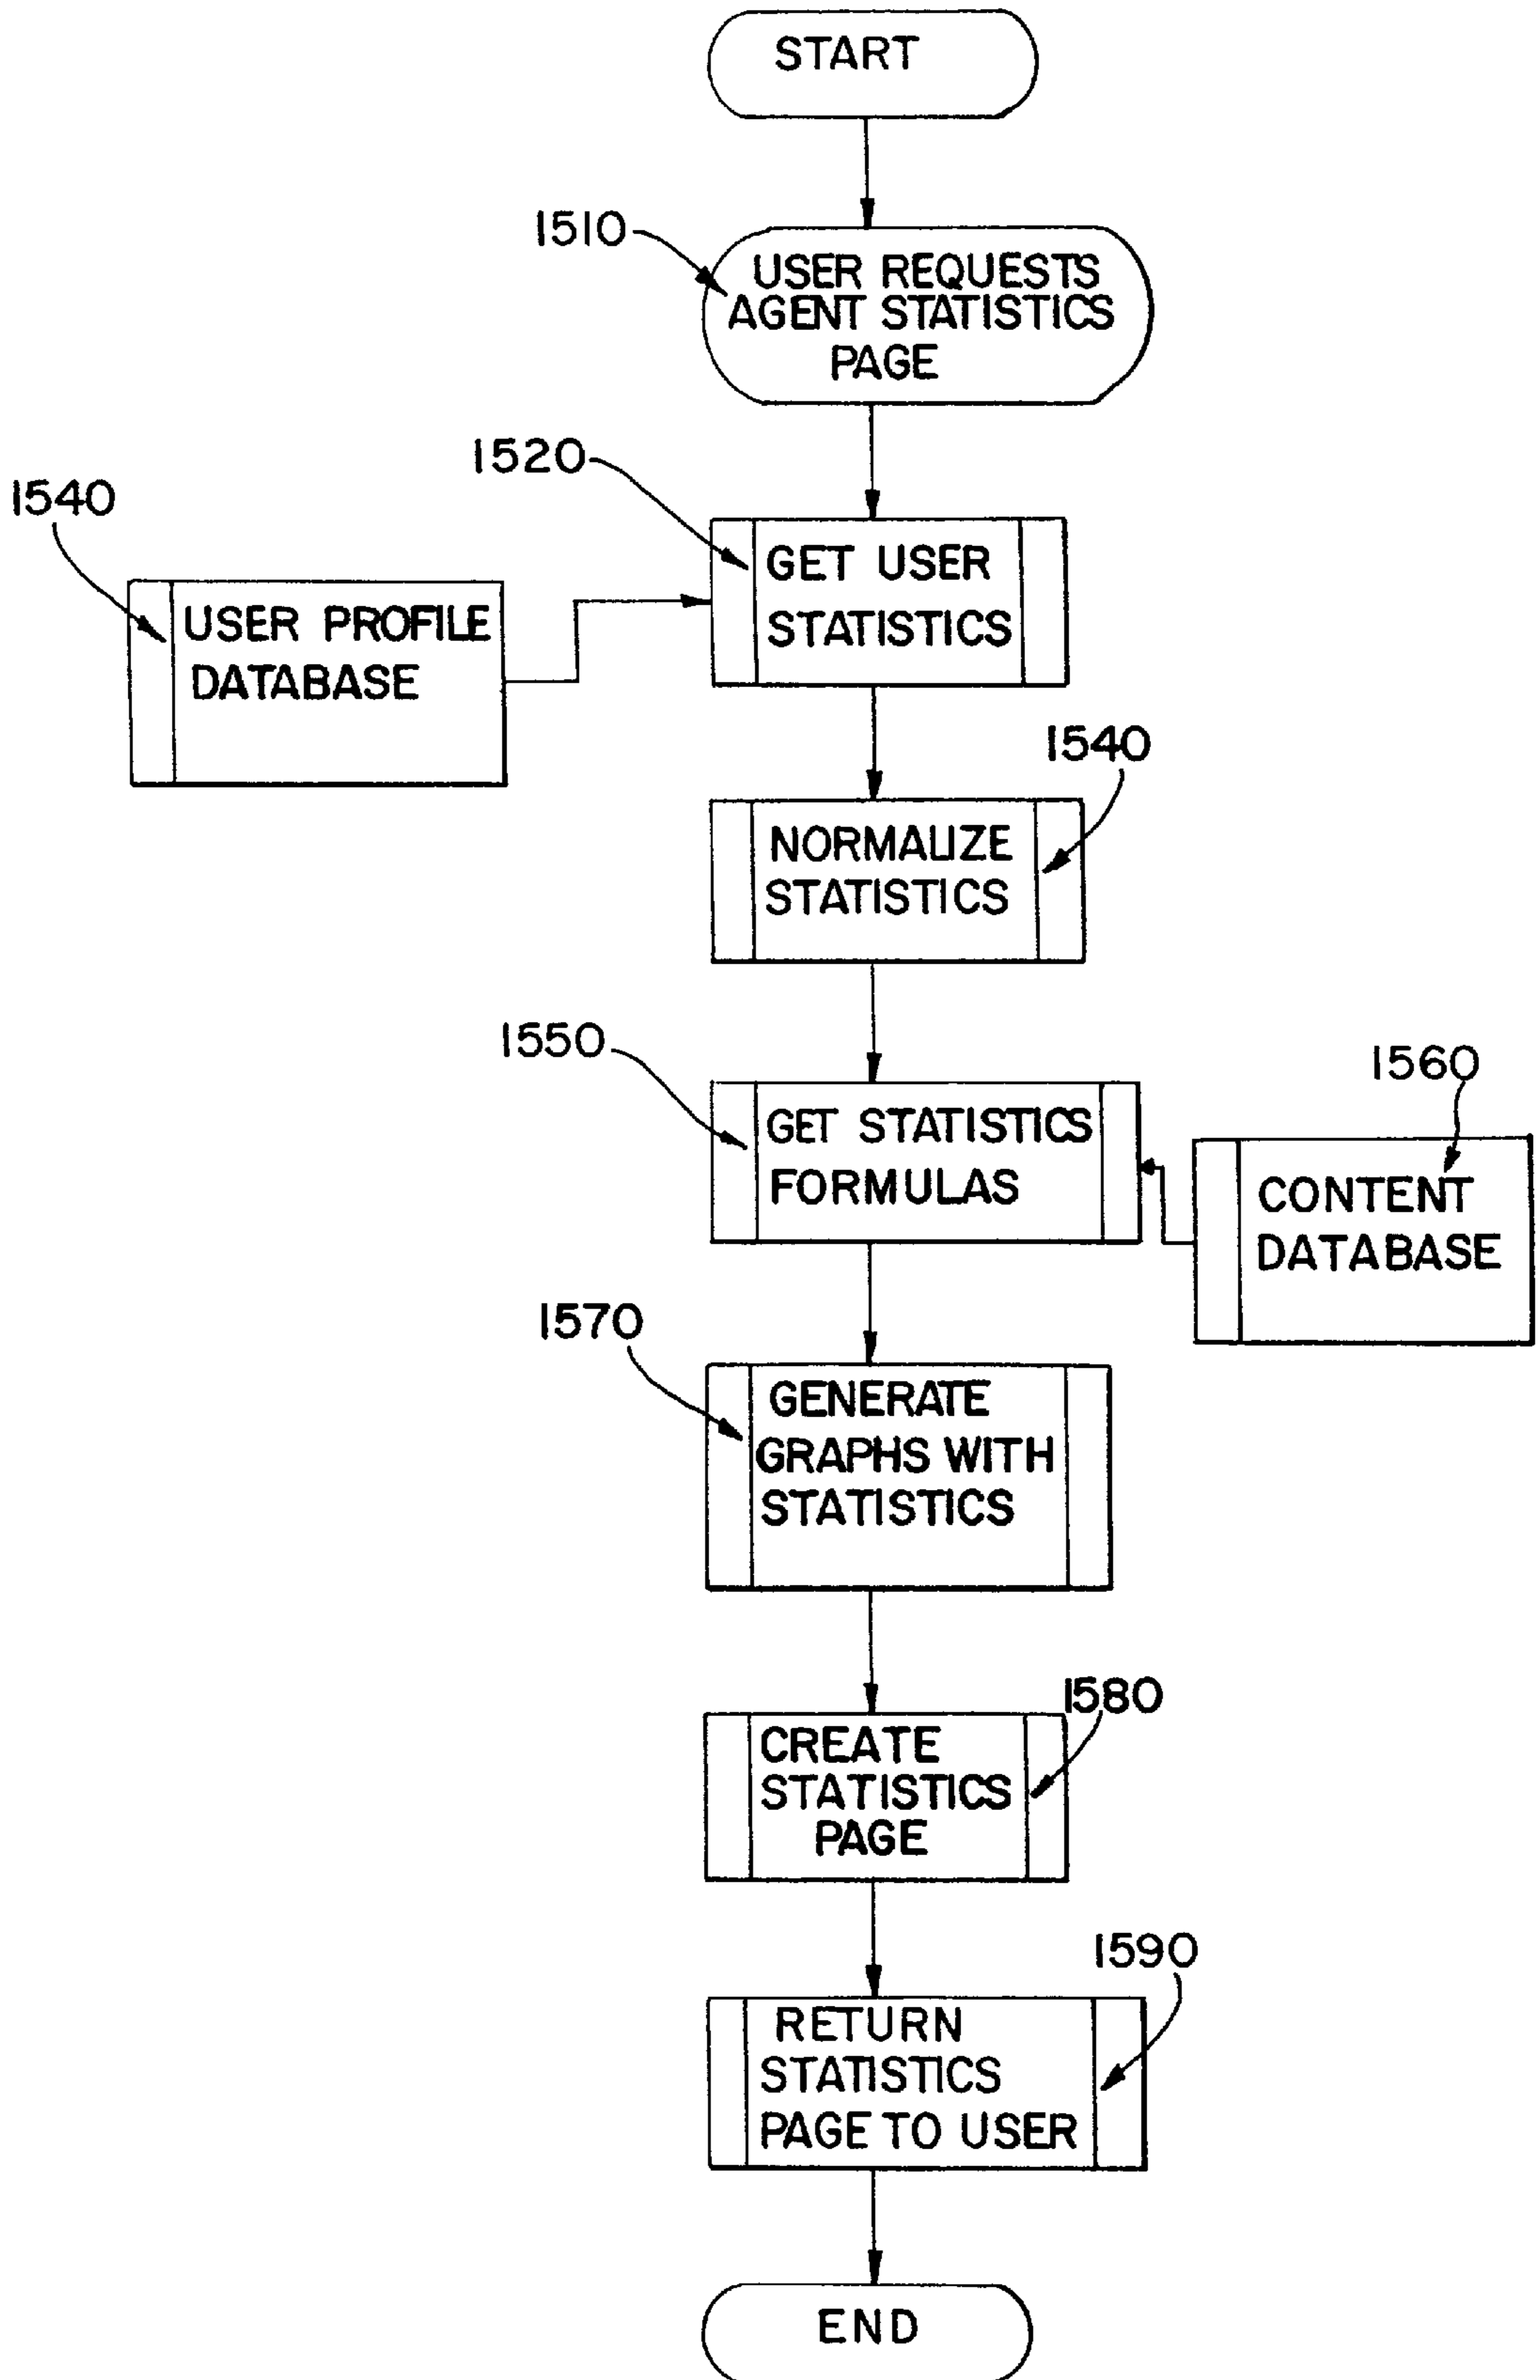 START
1510
USER REQUESTS
AGENT STATISTICS
PAGE
1520
GET USER
STATISTICS
1540
USER PROFILE
DATABASE
1540
NORMALIZE
STATISTICS
1550
GET STATISTICS
FORMULAS
1560
CONTENT
DATABASE
1570
GENERATE
GRAPHS WITH
STATISTICS
1580
CREATE
STATISTICS
PAGE
1590
RETURN
STATISTICS
PAGE TO USER
END